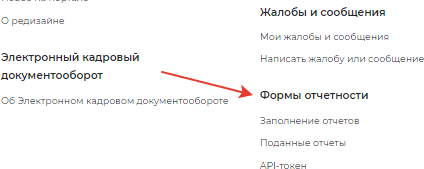 О редизайне
Электронный кадровый
документооборот
Об Электронном кадровом документообороте
Жалобы и сообщения
Мои жалобы и сообщения
Написать жалобу или сообщение
Формы отчетности
Заполнение отчетов
Поданные отчеты
API-токен